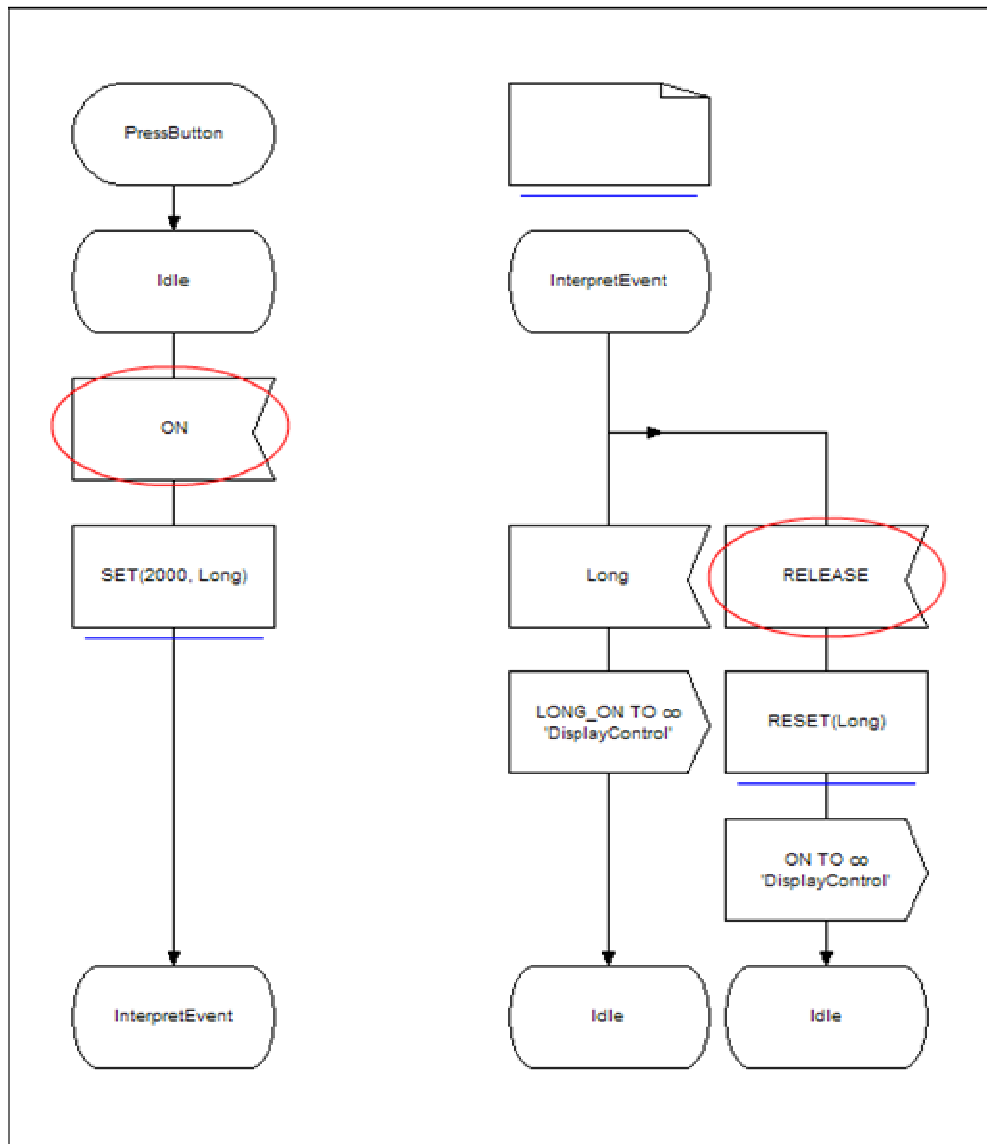 PressButton
Idle
ON
SET(2000, Long)
InterpretEvent
InterpretEvent
Long
LONG_ON TO ∞
'DisplayControl'
Idle
RELEASE
RESET(Long)
ON TO ∞
'DisplayControl'
Idle